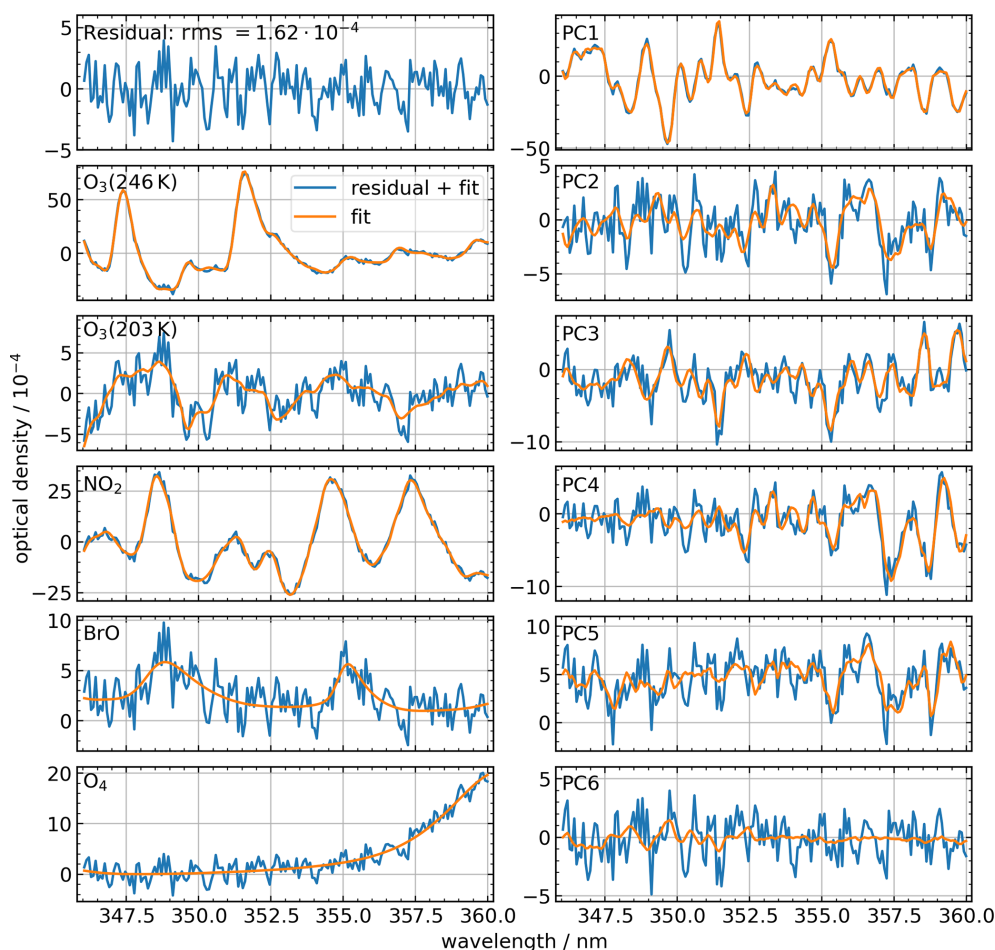 Residual: rms = 1.62 · 10⁻⁴
5
0
−5
O₃(246 K)
50
0
residual + fit
fit
O₃(203 K)
5
0
−5
NO₂
25
0
−25
BrO
10
5
0
O₄
20
10
0
347.5 350.0 352.5 355.0 357.5 360.0
PC1
0
−50
PC2
5
0
−5
PC3
0
−10
PC4
0
−10
PC5
10
5
0
PC6
5
0
−5
347.5 350.0 352.5 355.0 357.5 360.0
optical density / 10⁻⁴
wavelength / nm